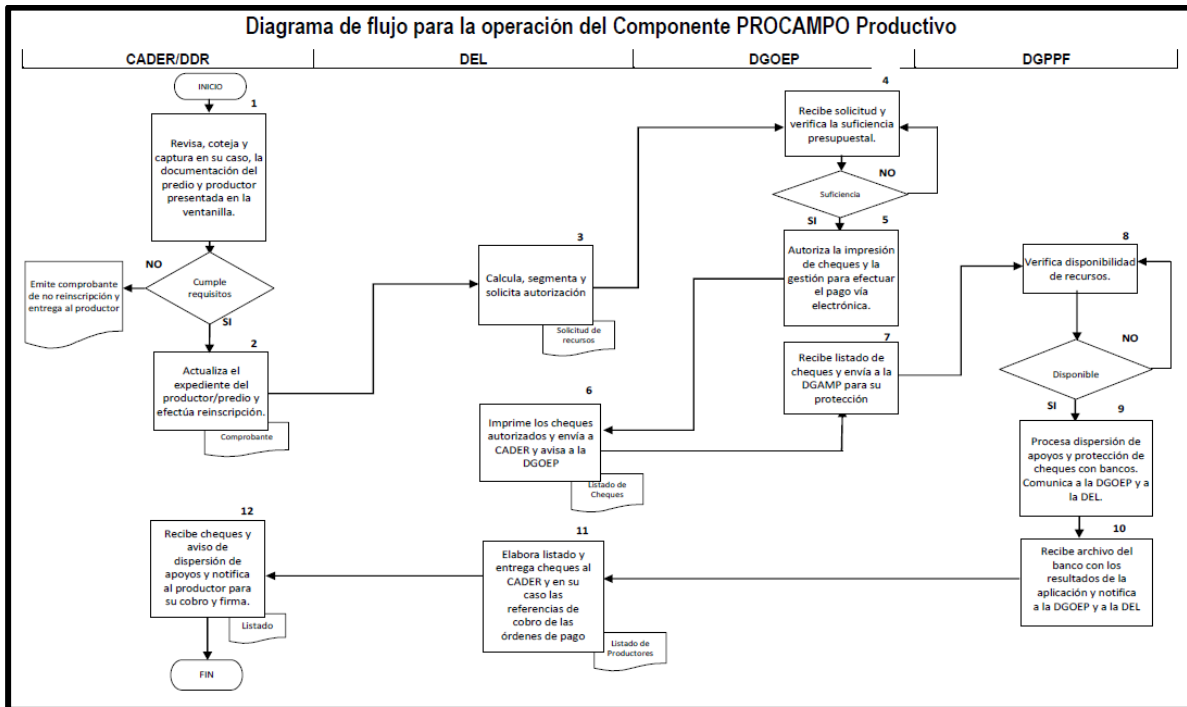 Diagrama de flujo para la operación del Componente PROCAMPO Productivo
CADER/DDR
DEL
DGOEP
DGPPF
INICIO
1
Revisa, coteja y
captura en su caso, la
documentación del
predio y productor
presentada en la
ventanilla.
NO
Cumple
requisitos
Emite comprobante
de no reinscripción y
entrega al productor
SI
2
Actualiza el
expediente del
productor/predio y
efectúa reinscripción.
Comprobante
3
Calcula, segmenta y
solicita autorización
Solicitud de
recursos
4
Recibe solicitud y
verifica la suficiencia
presupuestal.
NO
Suficiencia
SI
5
Autoriza la impresión
de cheques y la
gestión para efectuar
el pago vía
electrónica.
6
Imprime los cheques
autorizados y envía a
CADER y avisa a la
DGOEP
Listado de
Cheques
7
Recibe listado de
cheques y envía a la
DGAMP para su
protección
8
Verifica disponibilidad
de recursos.
NO
Disponible
SI
9
Procesa dispersión de
apoyos y protección de
cheques con bancos.
Comunica a la DGOEP y a
la DEL.
10
Recibe archivo del
banco con los
resultados de la
aplicación y notifica
a la DGOEP y a la DEL
11
Elabora listado y
entrega cheques al
CADER y en su caso las
referencias de
cobro de las
órdenes de pago
Listado de
Productores
12
Recibe cheques y
aviso de
dispersión de
apoyos y notifica
al productor para
su cobro y firma.
Listado
FIN